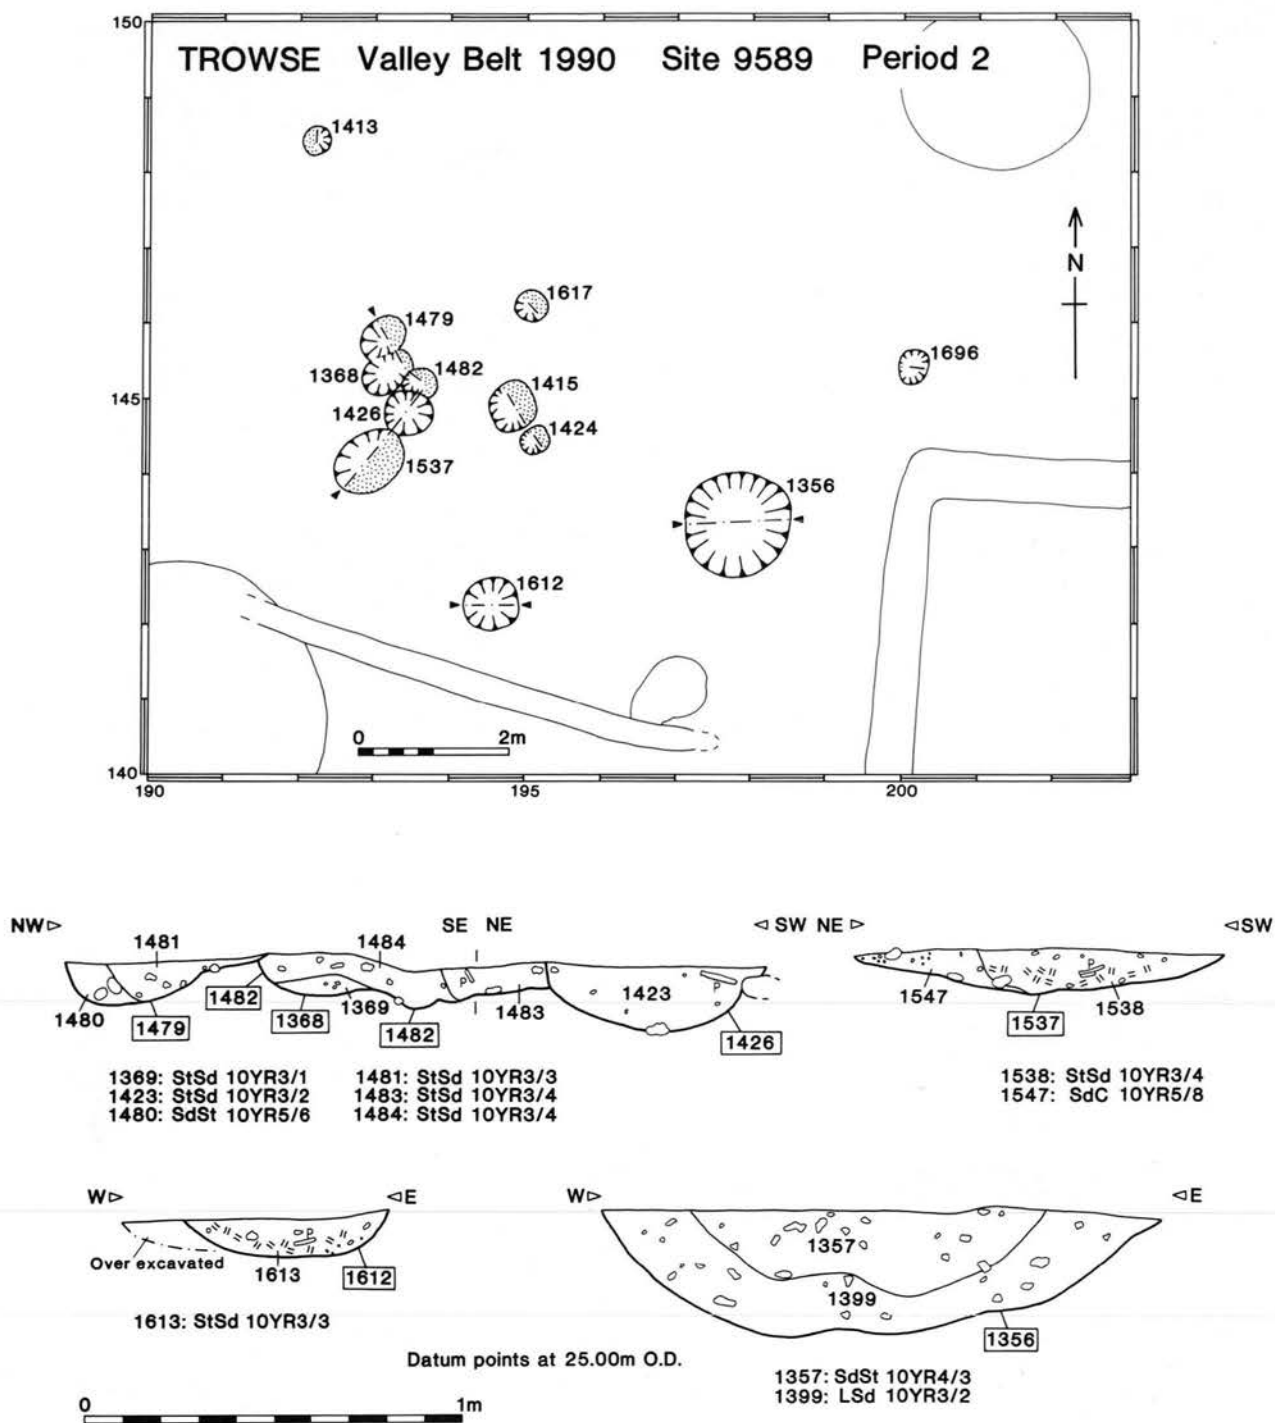 150
TROWSE Valley Belt 1990 Site 9589 Period 2
1413
N
1617
1479
1696
1368
1482
1415
145
1426
1424
1537
1356
1612
0 2m
140
190 195 200
NW SE NE SW NE SW
1481 1484
1480 1479 1482 1368 1369 1482 P 1483 1423 P 1426
1547 P 1537 1538
1369: StSd 10YR3/1 1481: StSd 10YR3/3
1423: StSd 10YR3/2 1483: StSd 10YR3/4
1480: SdSt 10YR5/6 1484: StSd 10YR3/4
1538: StSd 10YR3/4
1547: SdC 10YR5/8
W E W E
P
Over excavated
1613 1612
1613: StSd 10YR3/3
1357
1399
1356
Datum points at 25.00m O.D.
1357: SdSt 10YR4/3
1399: LSd 10YR3/2
0 1m